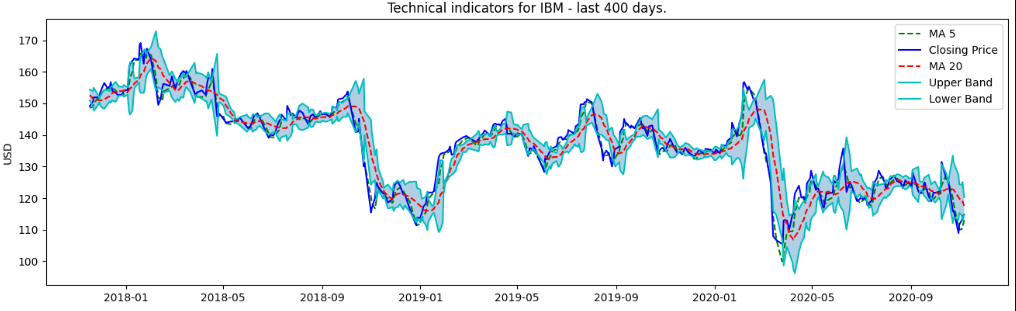 Technical indicators for IBM - last 400 days.
170
160
150
140
130
120
110
100
USD
MA 5
Closing Price
MA 20
Upper Band
Lower Band
2018-01 2018-05 2018-09 2019-01 2019-05 2019-09 2020-01 2020-05 2020-09